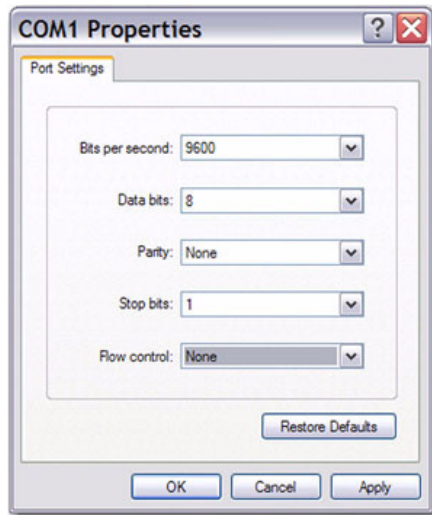 COM1 Properties
Port Settings
Bits per second: 9600
Data bits: 8
Parity: None
Stop bits: 1
Flow control: None
Restore Defaults
OK Cancel Apply